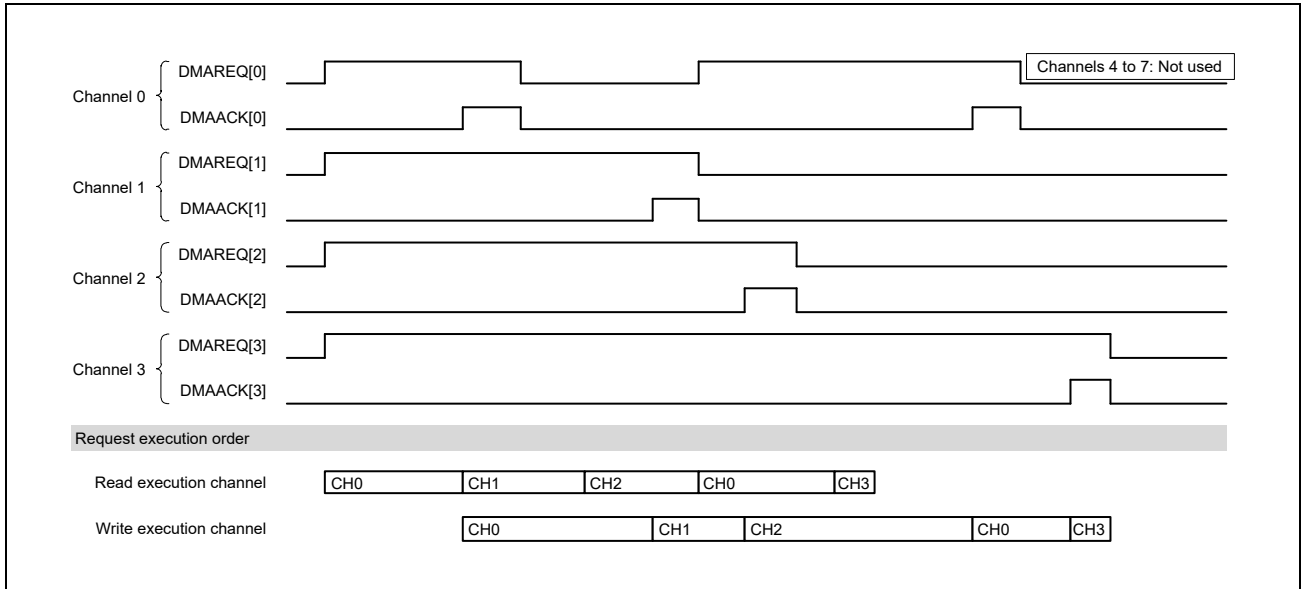 DMAREQ[0]
Channels 4 to 7: Not used
Channel 0
DMAACK[0]
DMAREQ[1]
Channel 1
DMAACK[1]
DMAREQ[2]
Channel 2
DMAACK[2]
DMAREQ[3]
Channel 3
DMAACK[3]
Request execution order
Read execution channel CH0 CH1 CH2 CH0 CH3
Write execution channel CH0 CH1 CH2 CH0 CH3